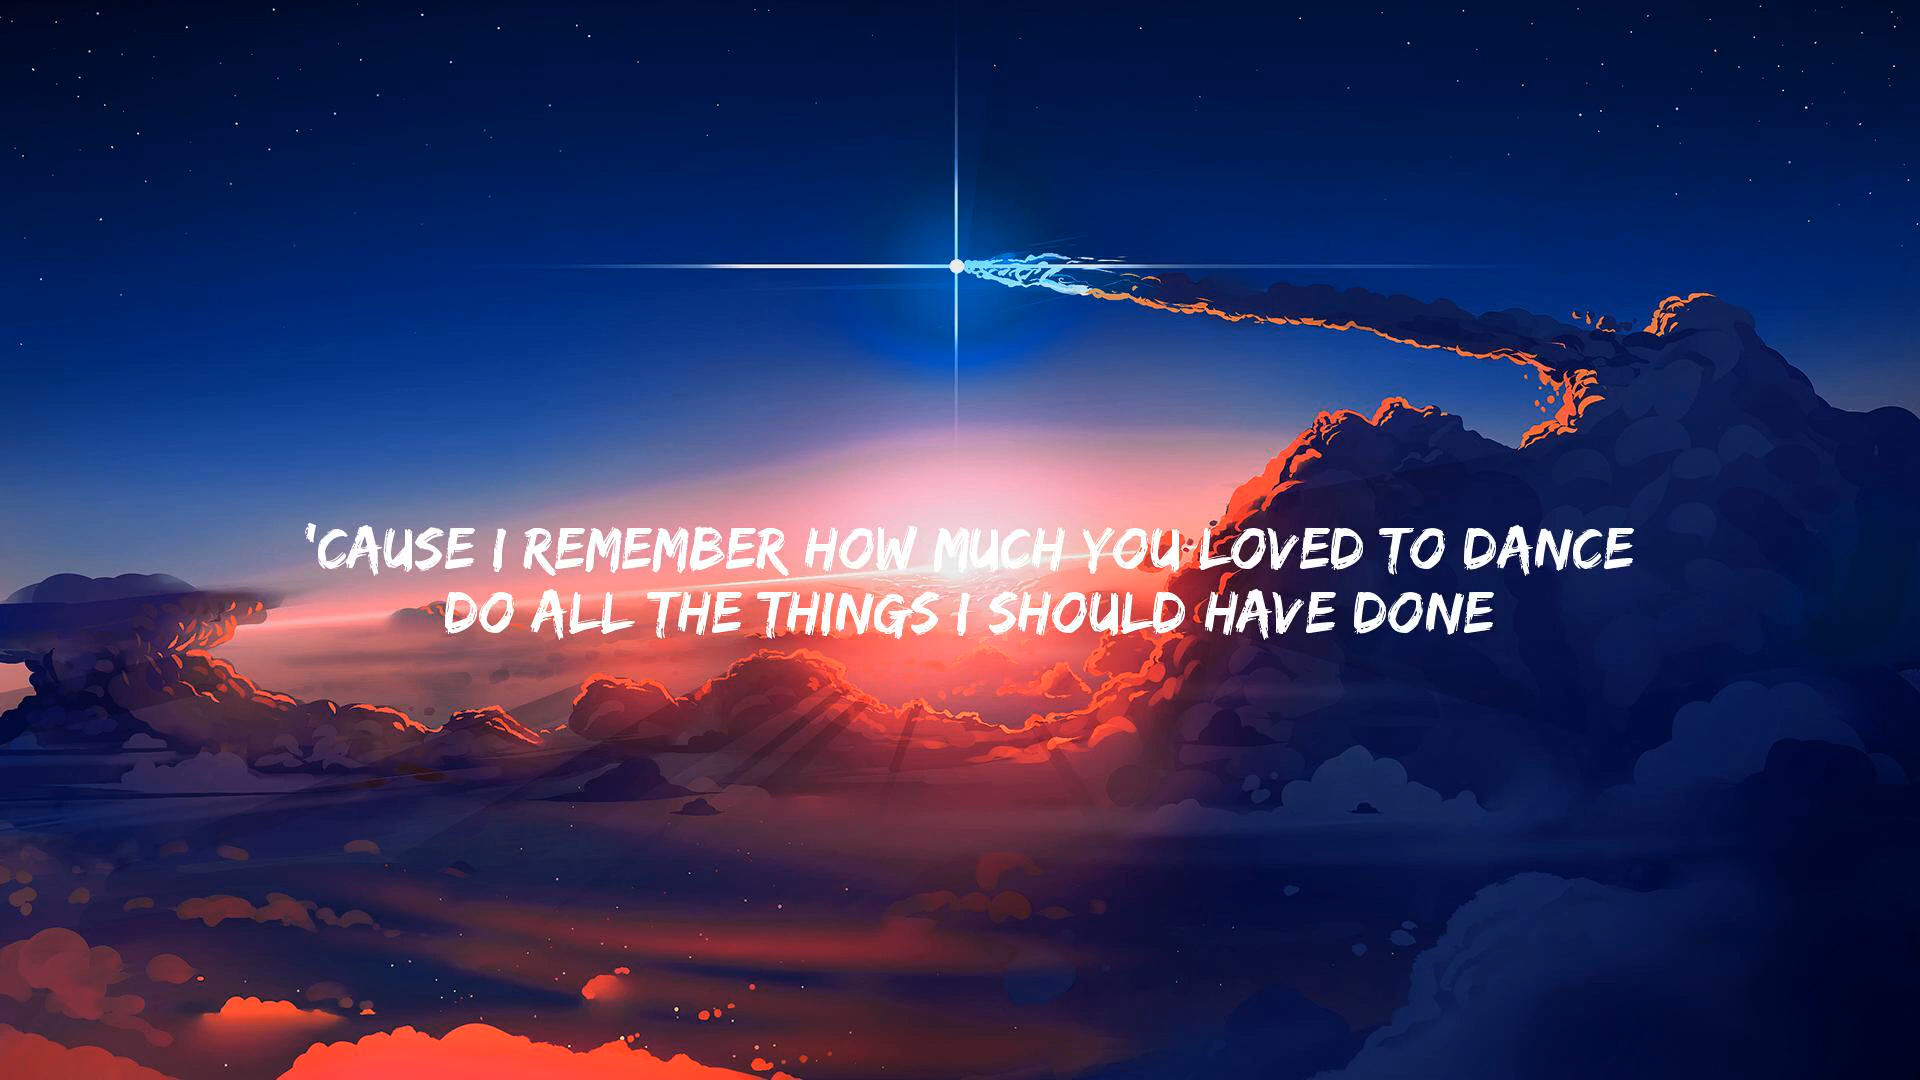 'CAUSE I REMEMBER HOW MUCH YOU LOVED TO DANCE
DO ALL THE THINGS I SHOULD HAVE DONE